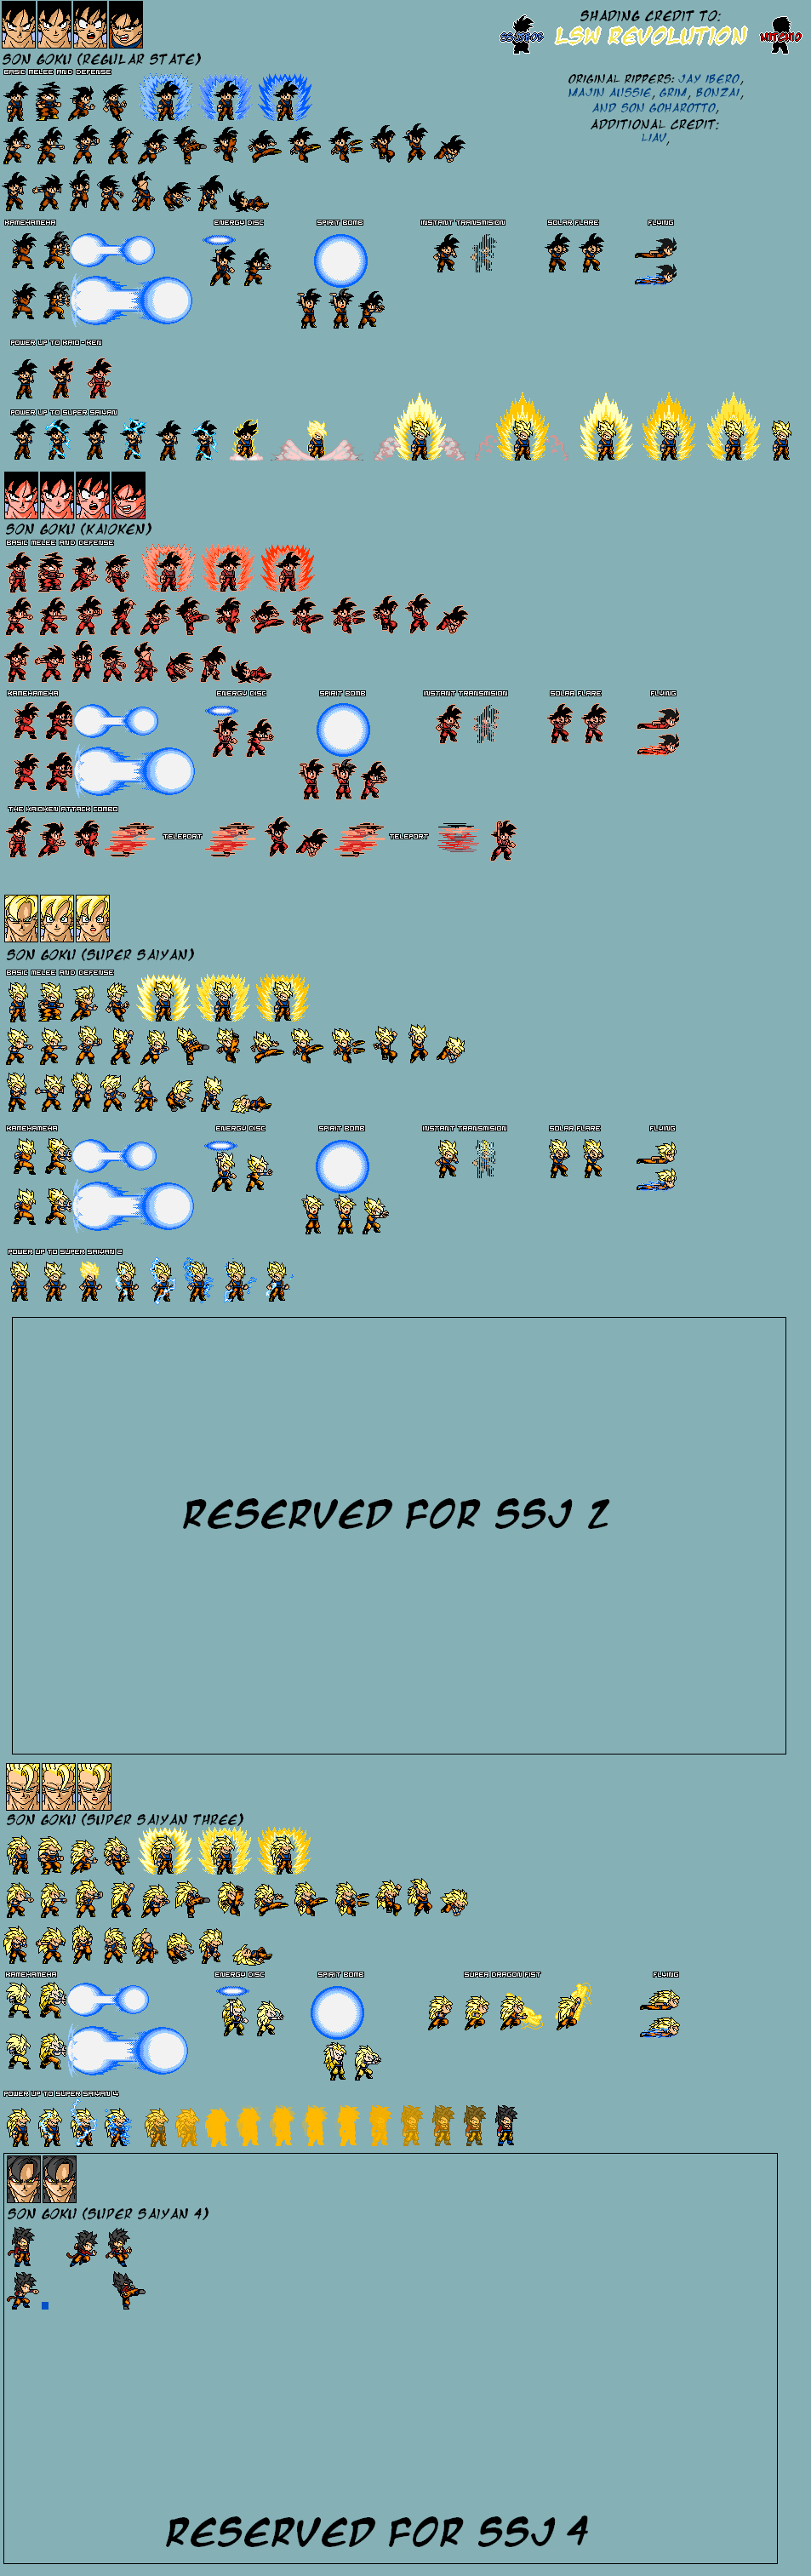 SHADING CREDIT TO:
LSW REVOLUTION
ORIGINAL RIPPERS: JAY IBERO,
MAJIN AUSSIE, GRIM, BONZAI,
AND SON GOHAROTTO,
ADDITIONAL CREDIT:
LIAV,
SON GOKU (REGULAR STATE)
BASIC MELEE AND DEFENSE
KAMEHAMEHA
ENERGY DISC
SPIRIT BOMB
INSTANT TRANSMISION
SOLAR FLARE
FLYING
POWER UP TO KAIO-KEN
POWER UP TO SUPER SAIYAN
SON GOKU (KAIOKEN)
BASIC MELEE AND DEFENSE
KAMEHAMEHA
ENERGY DISC
SPIRIT BOMB
INSTANT TRANSMISION
SOLAR FLARE
FLYING
THE KAIOKEN ATTACK COMBO
TELEPORT
TELEPORT
SON GOKU (SUPER SAIYAN)
BASIC MELEE AND DEFENSE
KAMEHAMEHA
ENERGY DISC
SPIRIT BOMB
INSTANT TRANSMISION
SOLAR FLARE
FLYING
POWER UP TO SUPER SAIYAN 2
RESERVED FOR SSJ 2
SON GOKU (SUPER SAIYAN THREE)
KAMEHAMEHA
ENERGY DISC
SPIRIT BOMB
SUPER DRAGON FIST
FLYING
POWER UP TO SUPER SAIYAN 4
SON GOKU (SUPER SAIYAN 4)
RESERVED FOR SSJ 4